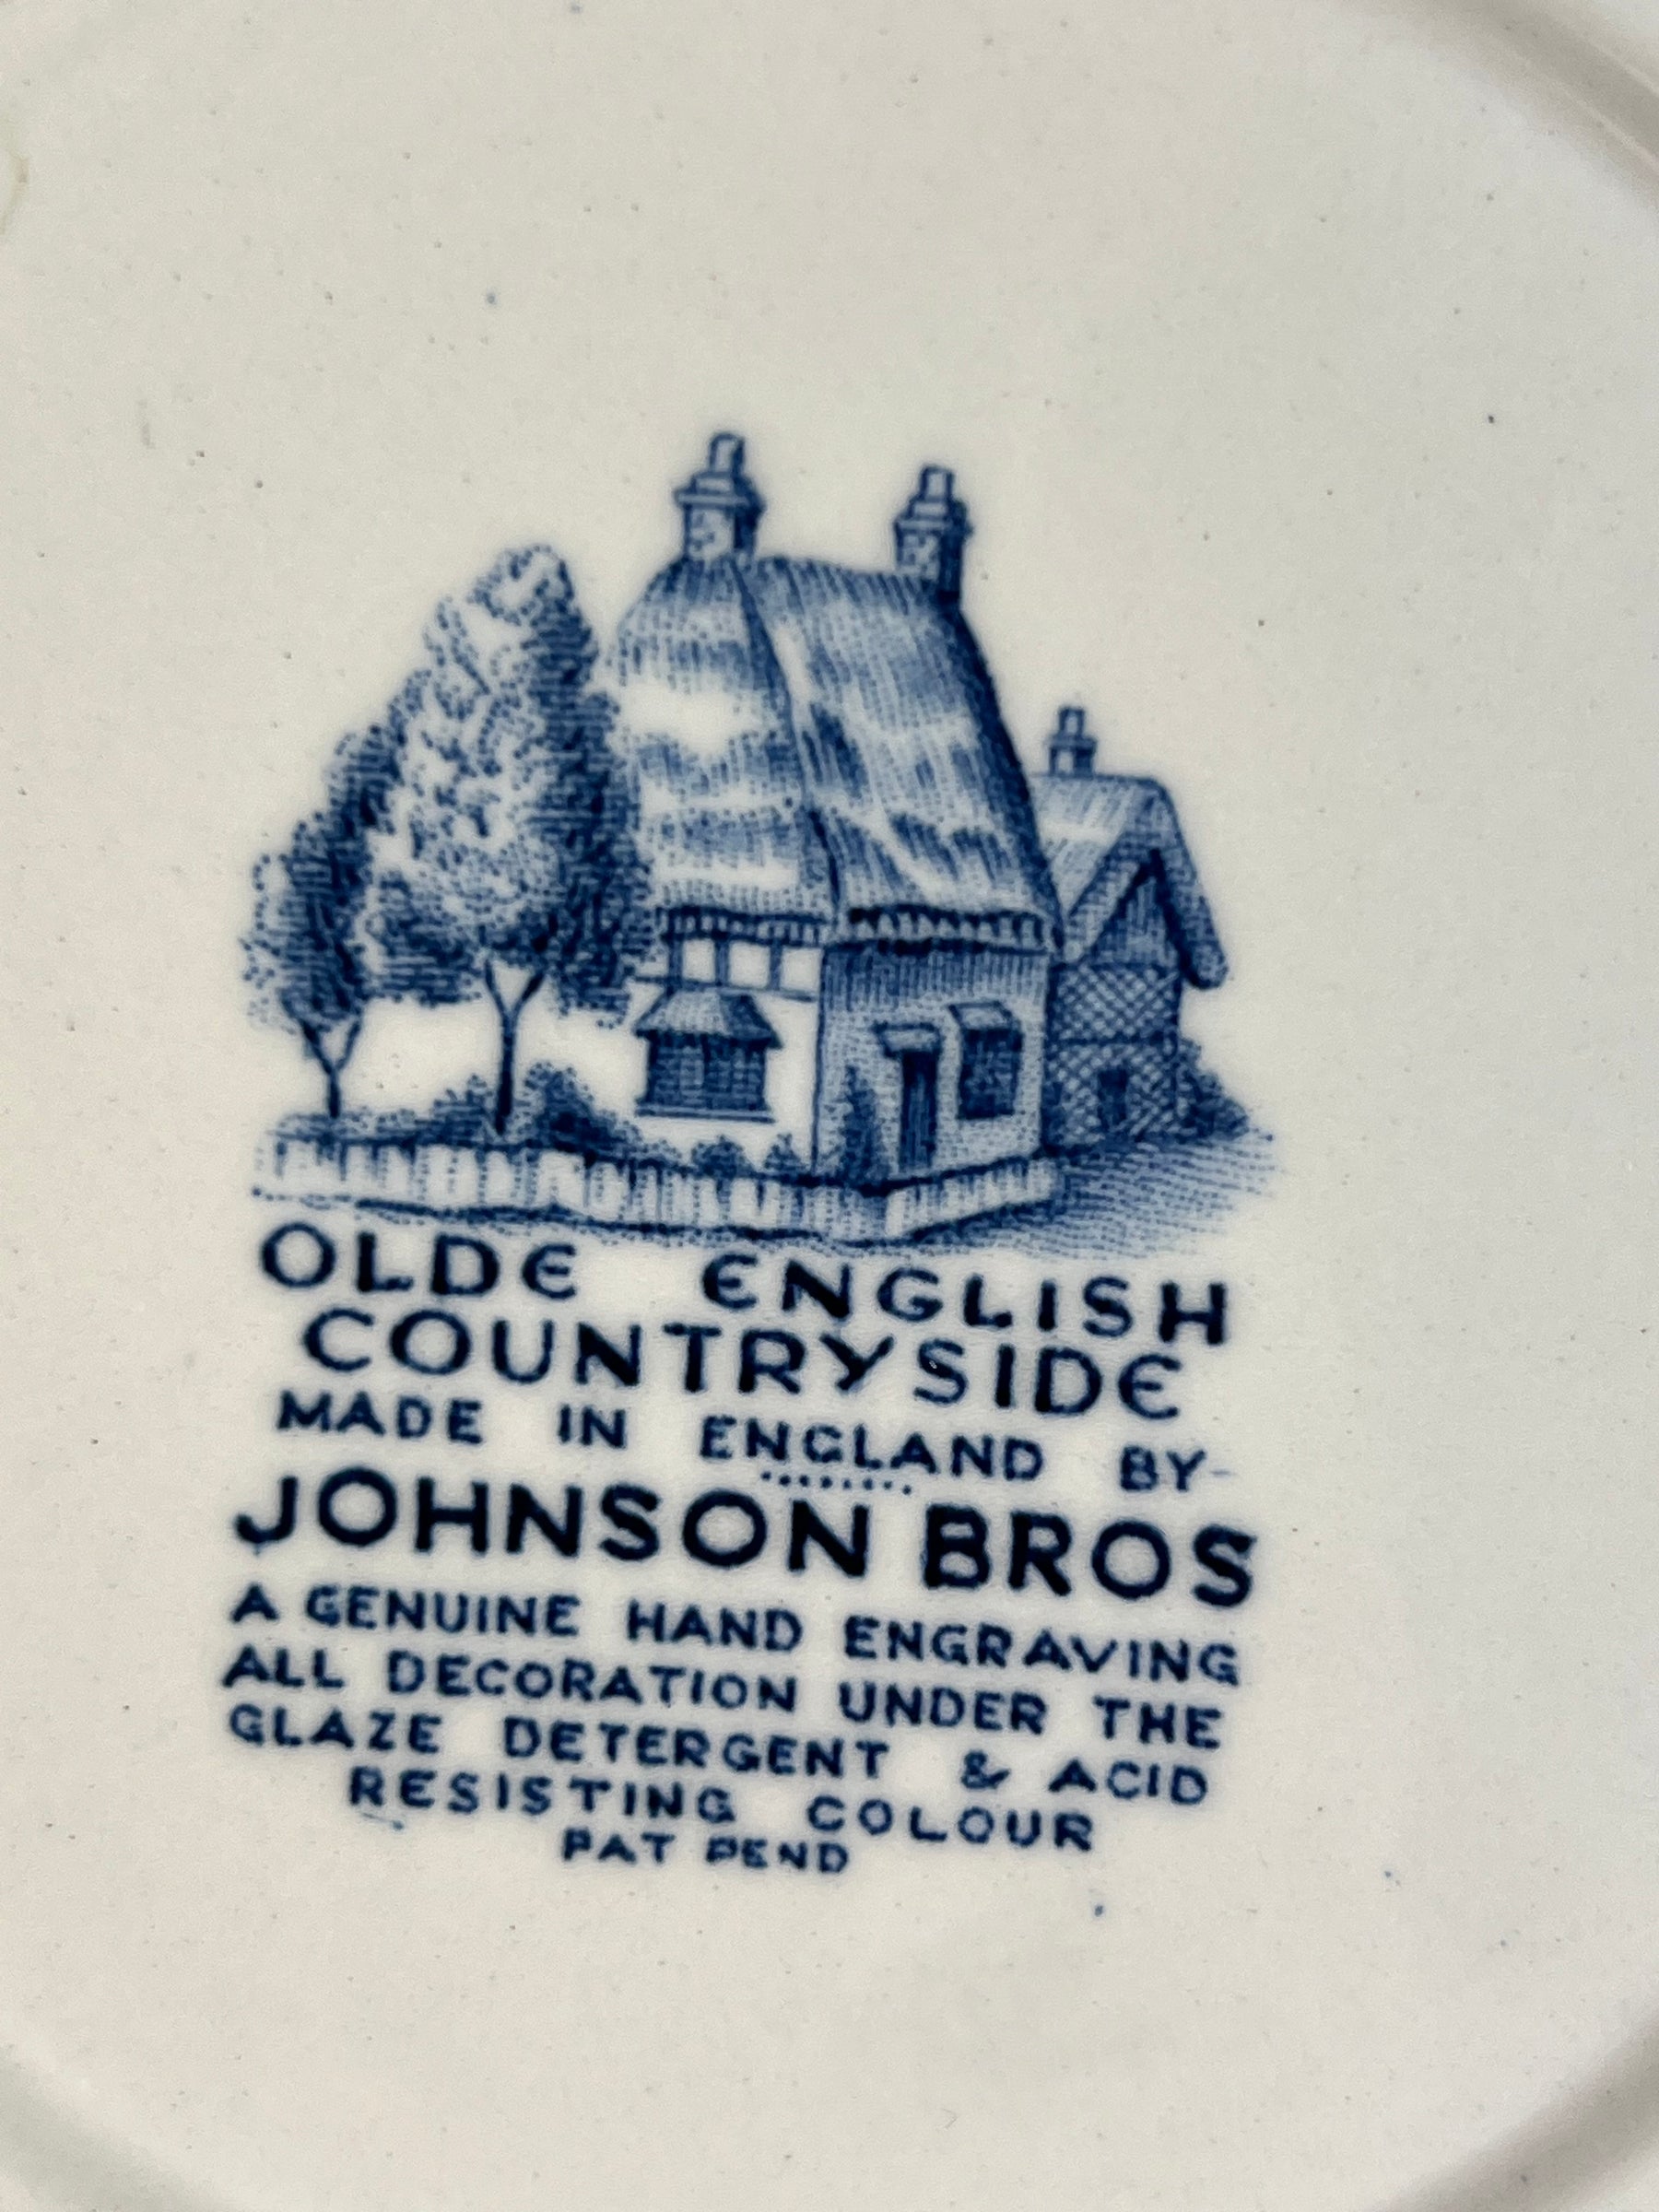 OLDE ENGLISH
COUNTRYSIDE
MADE IN ENGLAND BY-
JOHNSON BROS
A GENUINE HAND ENGRAVING
ALL DECORATION UNDER THE
GLAZE DETERGENT & ACID
RESISTING COLOUR
PAT PEND